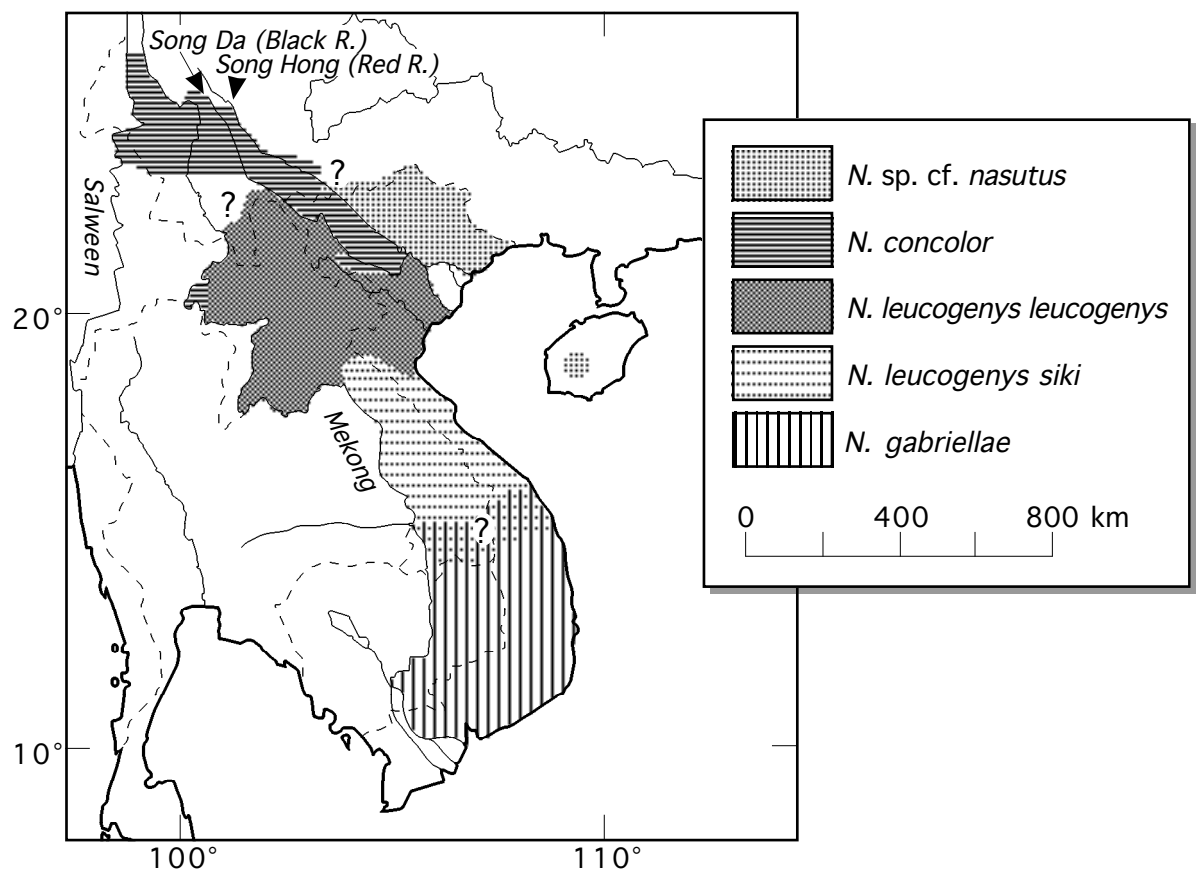 Song Da (Black R.)
Song Hong (Red R.)
?
?
Salween
20°
Mekong
?
10°
100°
110°
N. sp. cf. nasutus
N. concolor
N. leucogenys leucogenys
N. leucogenys siki
N. gabriellae
0 400 800 km